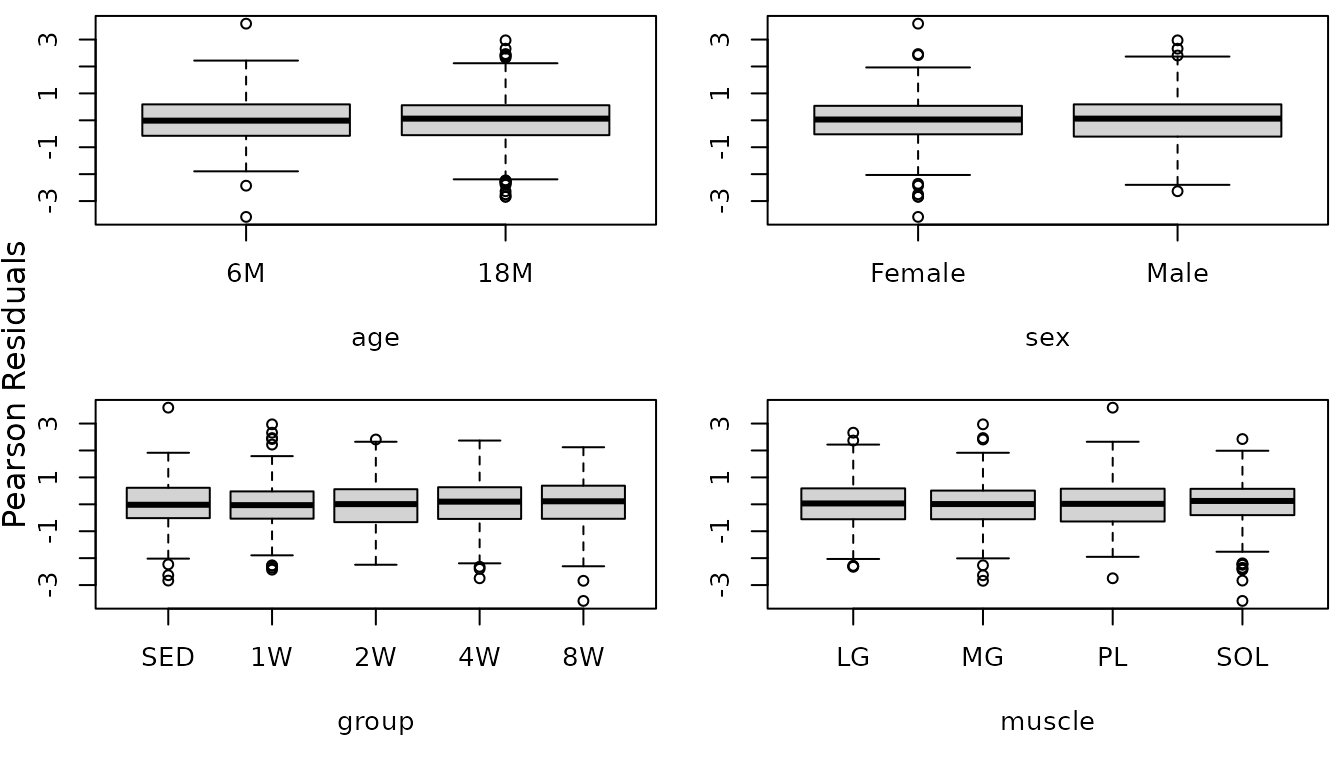 Pearson Residuals
3
1
-1
-3
6M 18M
age
3
1
-1
-3
Female Male
sex
3
1
-1
-3
SED 1W 2W 4W 8W
group
3
1
-1
-3
LG MG PL SOL
muscle